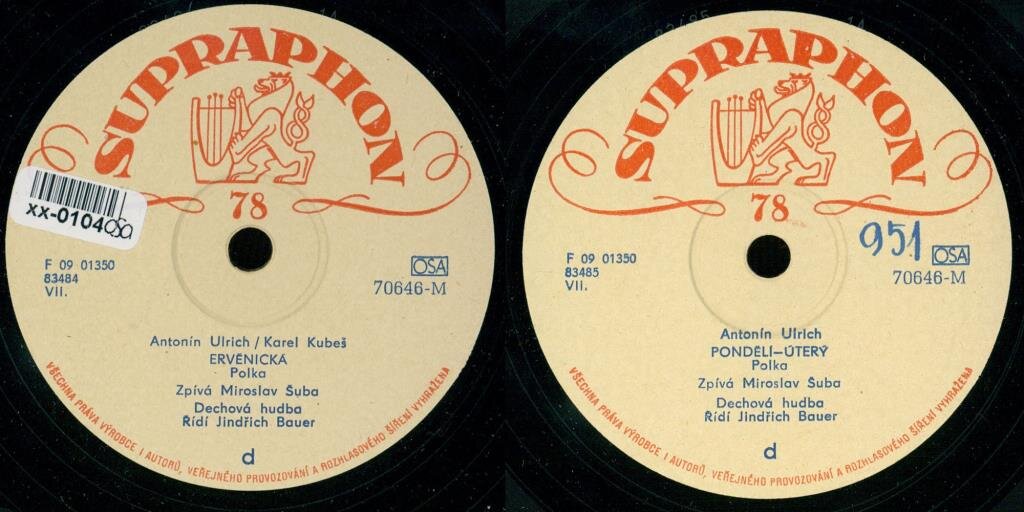 SUPRAPHON
78
xx-0104 osa
F 09 01350
83484
VII.
OSA
70646-M
Antonín Ulrich / Karel Kubeš
ERVĚNICKÁ
Polka
Zpívá Miroslav Šuba
Dechová hudba
Řídí Jindřich Bauer
d
VŠECHNA PRÁVA VÝROBCE I AUTORŮ, VEŘEJNÉHO PROVOZOVÁNÍ A ROZHLASOVÉHO ŠÍŘENÍ VYHRAŽENA
SUPRAPHON
78
951
F 09 01350
83485
VII.
OSA
70646-M
Antonín Ulrich
PONDĚLÍ–ÚTERÝ
Polka
Zpívá Miroslav Šuba
Dechová hudba
Řídí Jindřich Bauer
d
VŠECHNA PRÁVA VÝROBCE I AUTORŮ, VEŘEJNÉHO PROVOZOVÁNÍ A ROZHLASOVÉHO ŠÍŘENÍ VYHRAŽENA